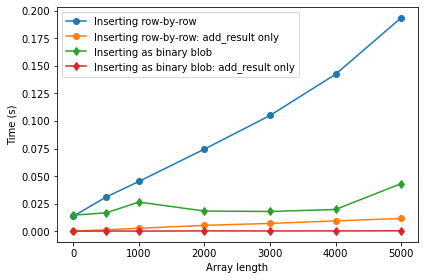 0.200
0.175
0.150
0.125
0.100
0.075
0.050
0.025
0.000
Time (s)
Inserting row-by-row
Inserting row-by-row: add_result only
Inserting as binary blob
Inserting as binary blob: add_result only
0 1000 2000 3000 4000 5000
Array length